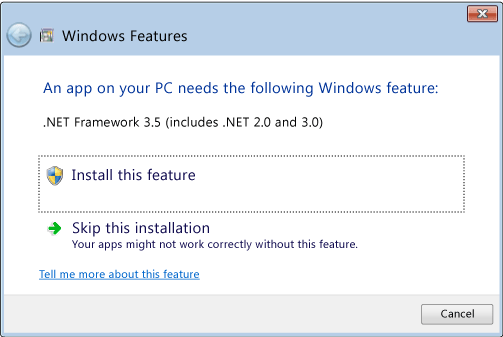 Windows Features
An app on your PC needs the following Windows feature:
.NET Framework 3.5 (includes .NET 2.0 and 3.0)
Install this feature
Skip this installation
Your apps might not work correctly without this feature.
Tell me more about this feature
Cancel